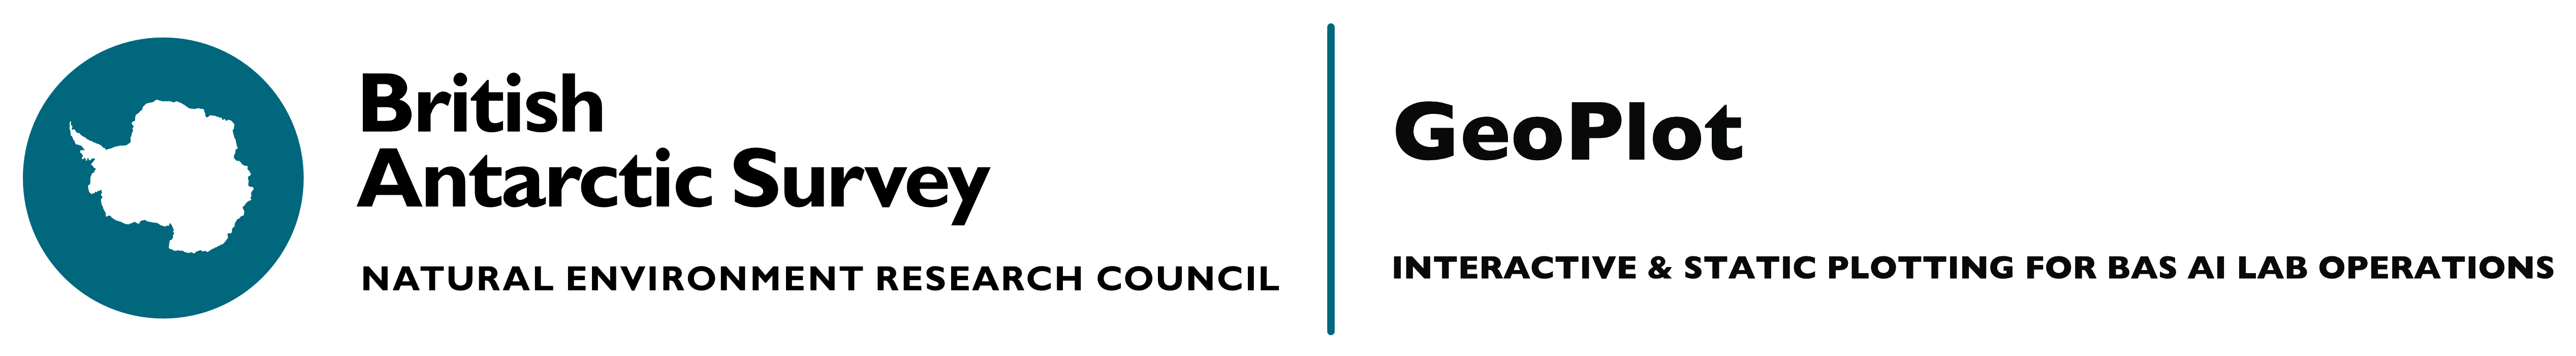 British
Antarctic Survey
NATURAL ENVIRONMENT RESEARCH COUNCIL
GeoPlot
INTERACTIVE & STATIC PLOTTING FOR BAS AI LAB OPERATIONS